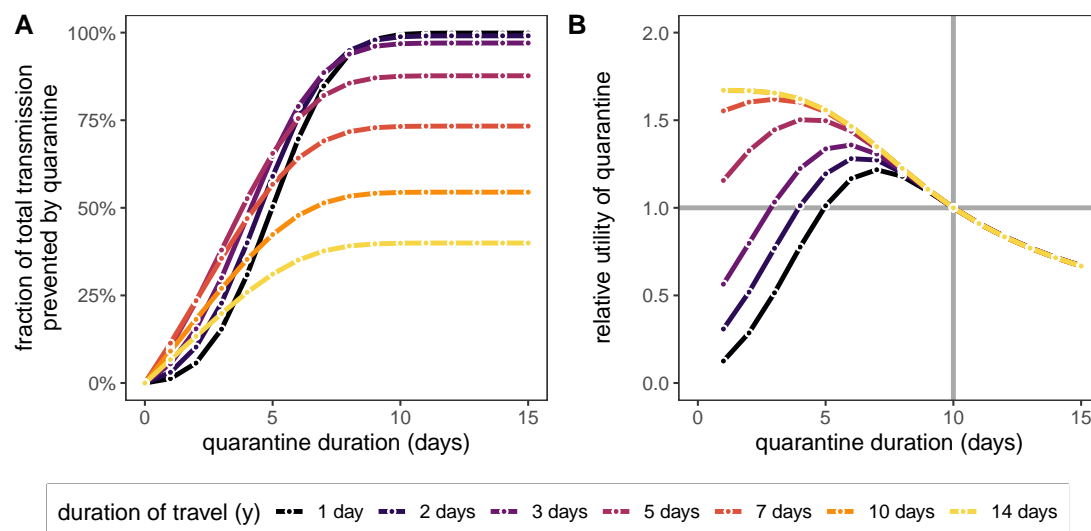 A
fraction of total transmission
prevented by quarantine
100%
75%
50%
25%
0%
0 5 10 15
quarantine duration (days)
B
relative utility of quarantine
2.0
1.5
1.0
0.5
0.0
0 5 10 15
quarantine duration (days)
duration of travel (y) 1 day 2 days 3 days 5 days 7 days 10 days 14 days